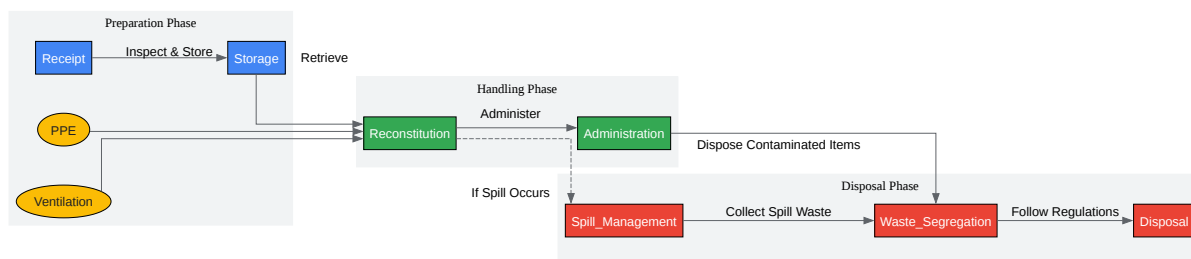 Preparation Phase
Receipt
Inspect & Store
Storage
Retrieve
Handling Phase
PPE
Reconstitution
Administer
Administration
Dispose Contaminated Items
Ventilation
If Spill Occurs
Disposal Phase
Spill_Management
Collect Spill Waste
Waste_Segregation
Follow Regulations
Disposal